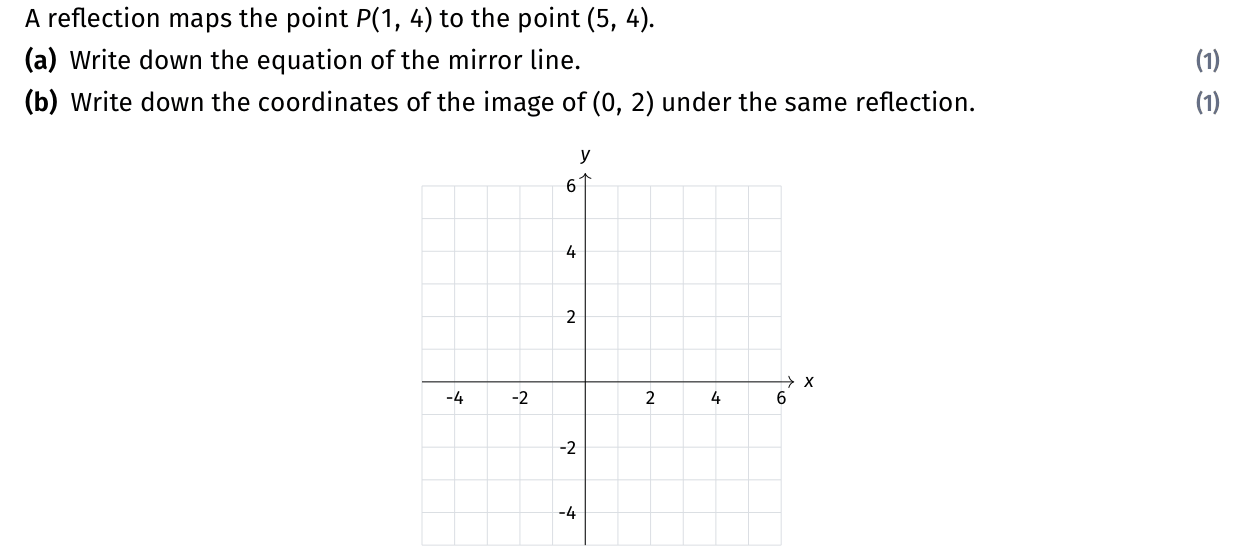 A reflection maps the point P(1, 4) to the point (5, 4).
(a) Write down the equation of the mirror line. (1)
(b) Write down the coordinates of the image of (0, 2) under the same reflection. (1)
y
6
4
2
x
-4 -2 2 4 6
-2
-4